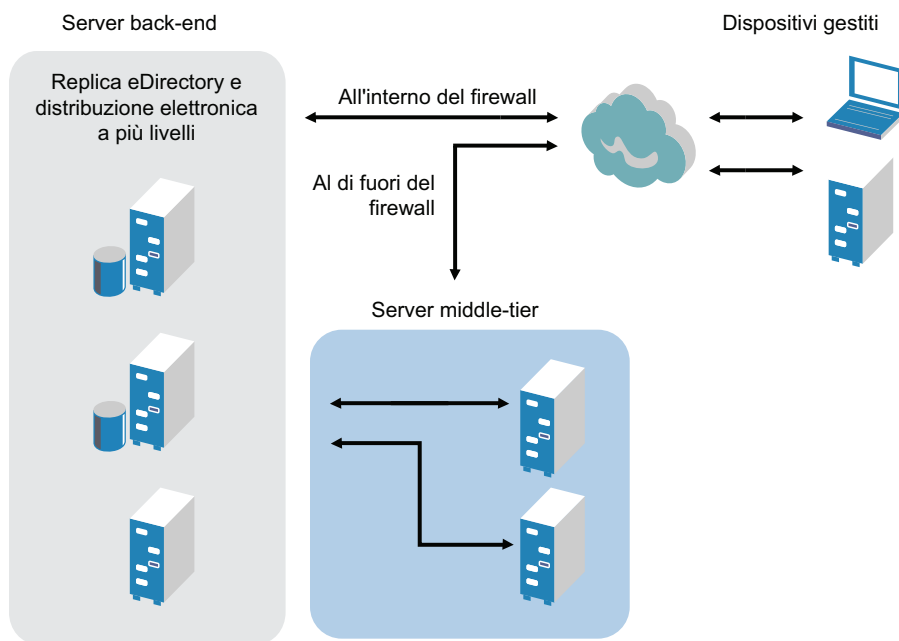 Server back-end
Dispositivi gestiti
Replica eDirectory e
distribuzione elettronica
a più livelli
All'interno del firewall
Al di fuori del
firewall
Server middle-tier